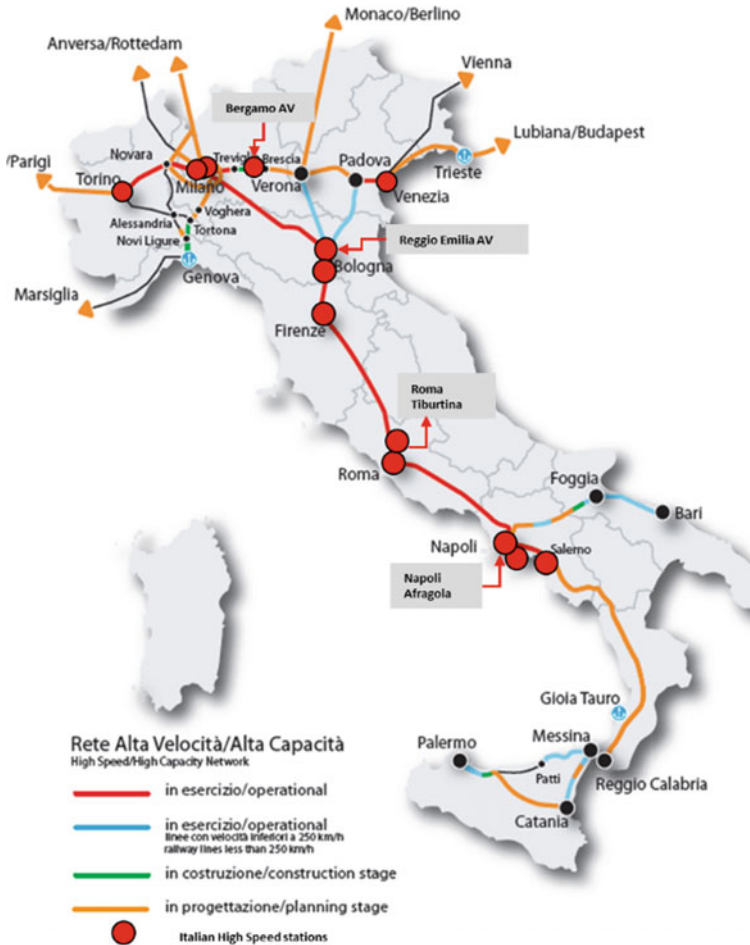 Monaco/Berlino
Anversa/Rottedam
Vienna
Bergamo AV
Lubiana/Budapest
/Parigi
Novara
Treviglio
Brescia
Padova
Trieste
Torino
Milano
Verona
Venezia
Voghera
Alessandria
Tortona
Novi Ligure
Reggio Emilia AV
Bologna
Genova
Marsiglia
Firenze
Roma
Tiburtina
Roma
Foggia
Bari
Napoli
Salerno
Napoli
Afragola
Gioia Tauro
Rete Alta Velocità/Alta Capacità
High Speed/High Capacity Network
Messina
Palermo
Patti
Reggio Calabria
Catania
in esercizio/operational
in esercizio/operational
linee con velocità inferiori a 250 km/h
railway lines less than 250 km/h
in costruzione/construction stage
in progettazione/planning stage
Italian High Speed stations